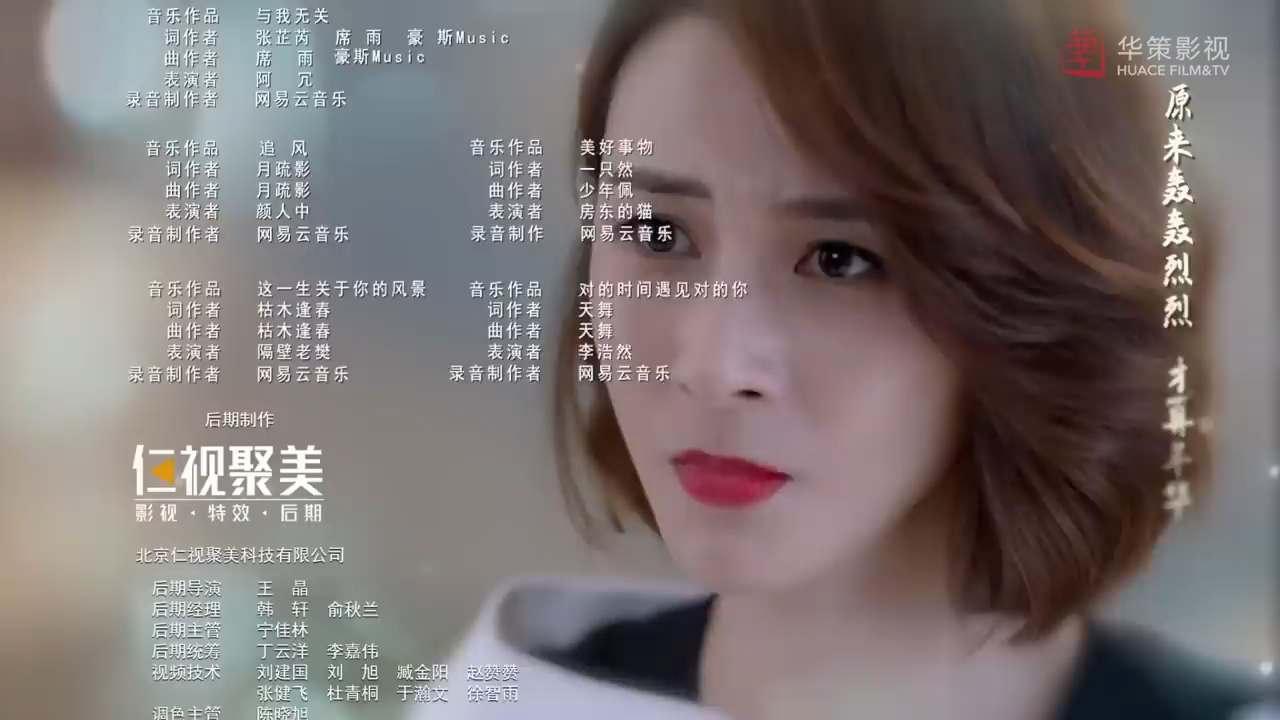 音乐作品 与我无关
词作者 张芷芮 席 雨 豪 斯Music
曲作者 席 雨 豪斯Music
表演者 阿 冗
录音制作者 网易云音乐
音乐作品 追 风
词作者 月疏影
曲作者 月疏影
表演者 颜人中
录音制作者 网易云音乐
音乐作品 美好事物
词作者 一只然
曲作者 少年佩
表演者 房东的猫
录音制作 网易云音乐
音乐作品 这一生关于你的风景
词作者 枯木逢春
曲作者 枯木逢春
表演者 隔壁老樊
录音制作者 网易云音乐
音乐作品 对的时间遇见对的你
词作者 天舞
曲作者 天舞
表演者 李浩然
录音制作者 网易云音乐
后期制作
仁视聚美
影视·特效·后期
北京仁视聚美科技有限公司
后期导演 王 晶
后期经理 韩 轩 俞秋兰
后期主管 宁佳林
后期统筹 丁云洋 李嘉伟
视频技术 刘建国 刘 旭 臧金阳 赵赞赞
张健飞 杜青桐 于瀚文
调色主管 陈晓旭
华策影视
HUACE FILM&TV
原来轰轰烈烈